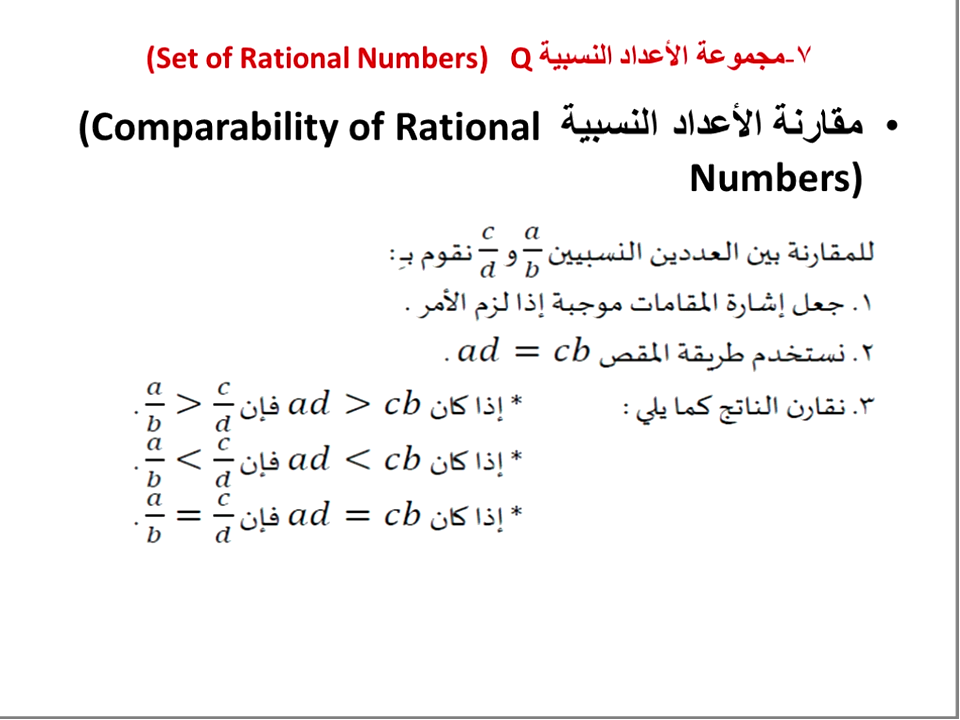 ٧-مجموعة الأعداد النسبية Q (Set of Rational Numbers)
• مقارنة الأعداد النسبية (Comparability of Rational
Numbers)
للمقارنة بين العددين النسبيين a/b و c/d نقوم بـِ:
١. جعل إشارة المقامات موجبة إذا لزم الأمر .
٢. نستخدم طريقة المقص ad = cb .
٣. نقارن الناتج كما يلي : * إذا كان ad > cb فإن a/b > c/d .
* إذا كان ad < cb فإن a/b < c/d .
* إذا كان ad = cb فإن a/b = c/d .